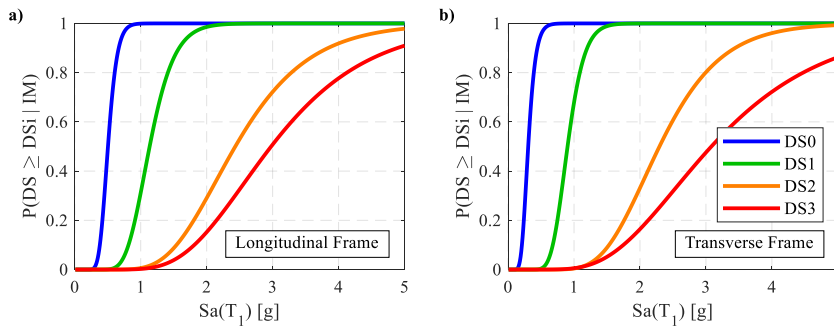 a)
P(DS ≥ DSi | IM)
1
0.8
0.6
0.4
0.2
0
0
1
2
3
4
5
Longitudinal Frame
Sa(T1) [g]
b)
P(DS ≥ DSi | IM)
1
0.8
0.6
0.4
0.2
0
0
1
2
3
4
5
DS0
DS1
DS2
DS3
Transverse Frame
Sa(T1) [g]